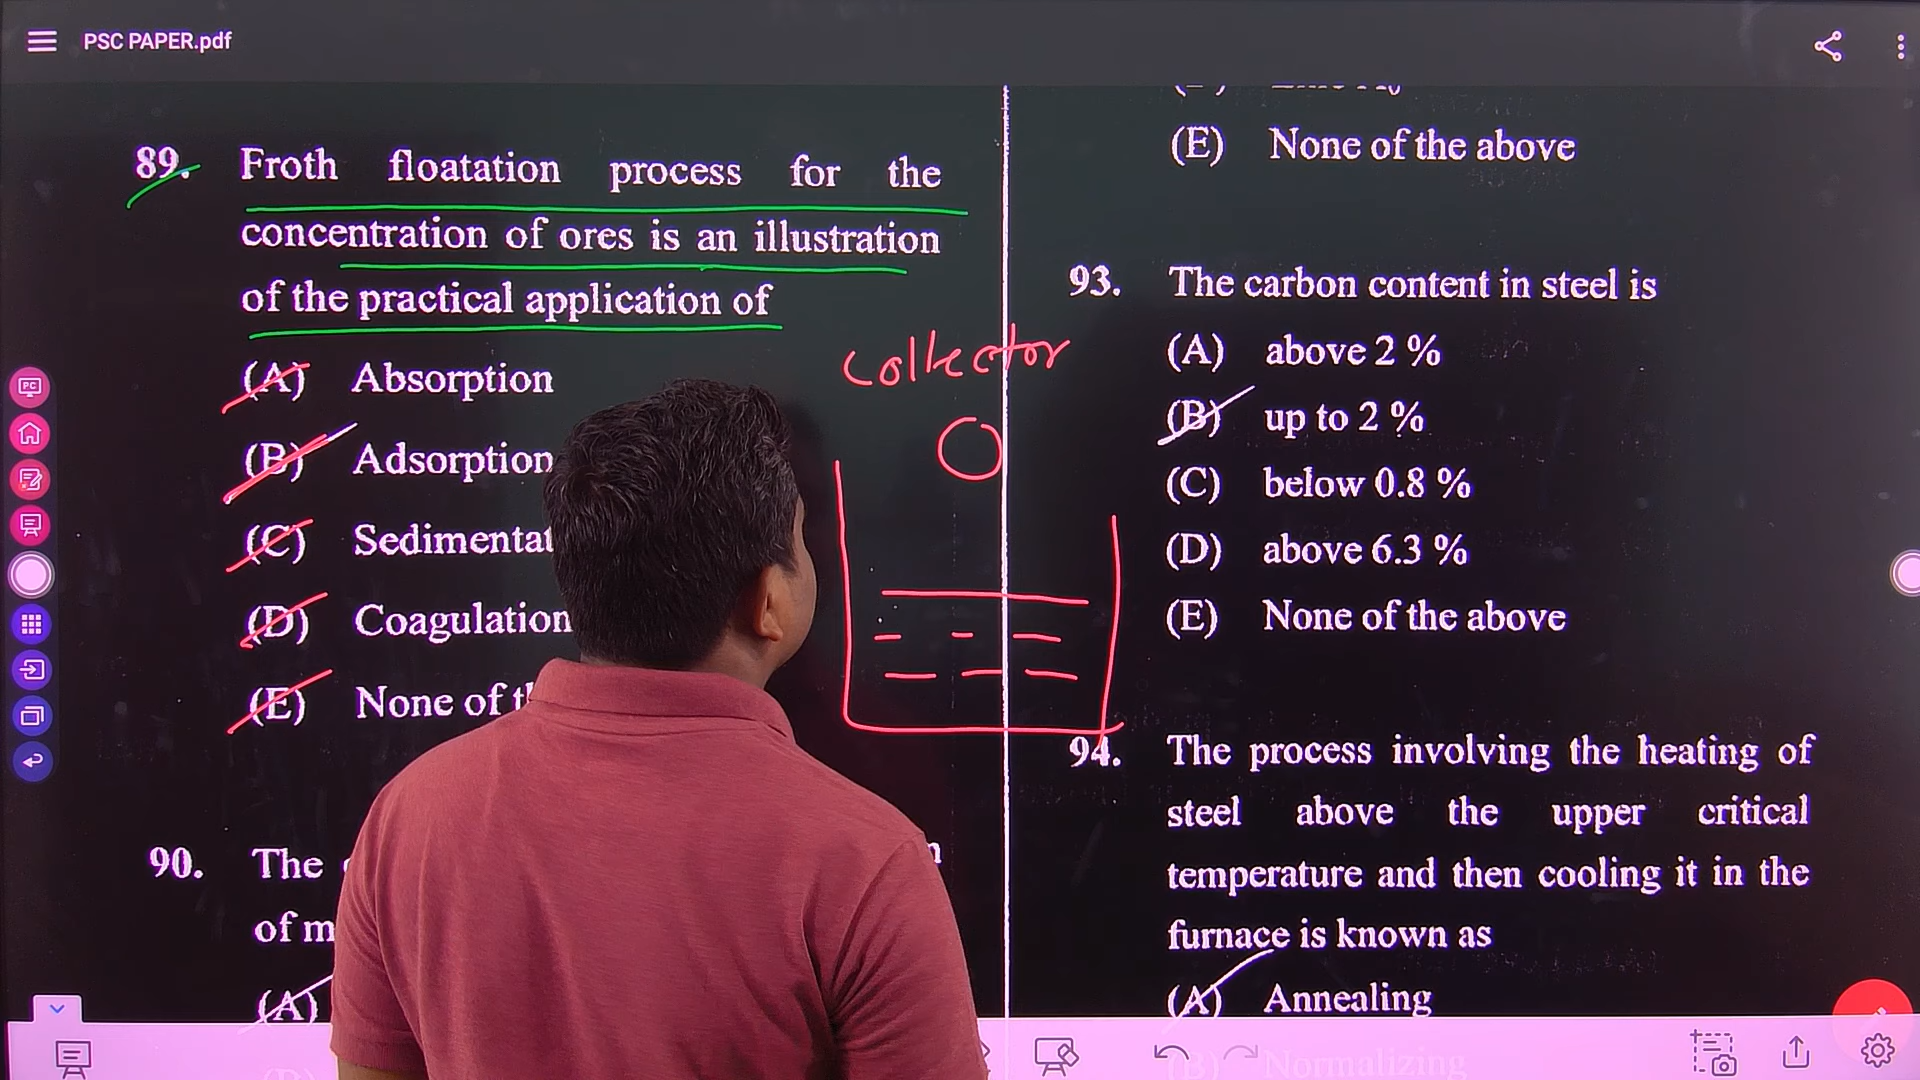 PSC PAPER.pdf
89. Froth floatation process for the
concentration of ores is an illustration
of the practical application of
(A) Absorption
(B) Adsorption
(C) Sedimentat
(D) Coagulation
(E) None of
90. The
of m
(A)
collector
(E) None of the above
93. The carbon content in steel is
(A) above 2 %
(B) up to 2 %
(C) below 0.8 %
(D) above 6.3 %
(E) None of the above
94. The process involving the heating of
steel above the upper critical
temperature and then cooling it in the
furnace is known as
(A) Annealing
(B) Normalizing